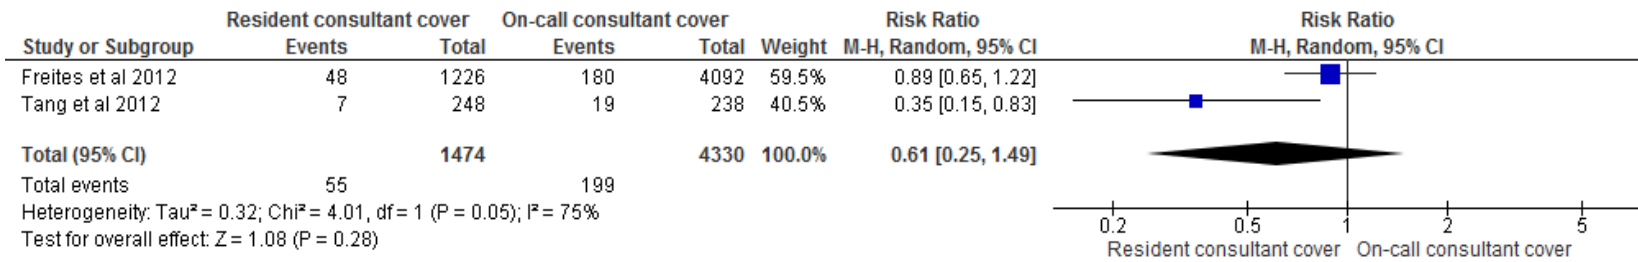 Resident consultant cover On-call consultant cover Risk Ratio Risk Ratio
Study or Subgroup Events Total Events Total Weight M-H, Random, 95% CI M-H, Random, 95% CI
Freites et al 2012 48 1226 180 4092 59.5% 0.89 [0.65, 1.22]
Tang et al 2012 7 248 19 238 40.5% 0.35 [0.15, 0.83]
Total (95% CI) 1474 4330 100.0% 0.61 [0.25, 1.49]
Total events 55 199
Heterogeneity: Tau² = 0.32; Chi² = 4.01, df = 1 (P = 0.05); I² = 75%
Test for overall effect: Z = 1.08 (P = 0.28)
0.2 0.5 1 2 5
Resident consultant cover On-call consultant cover